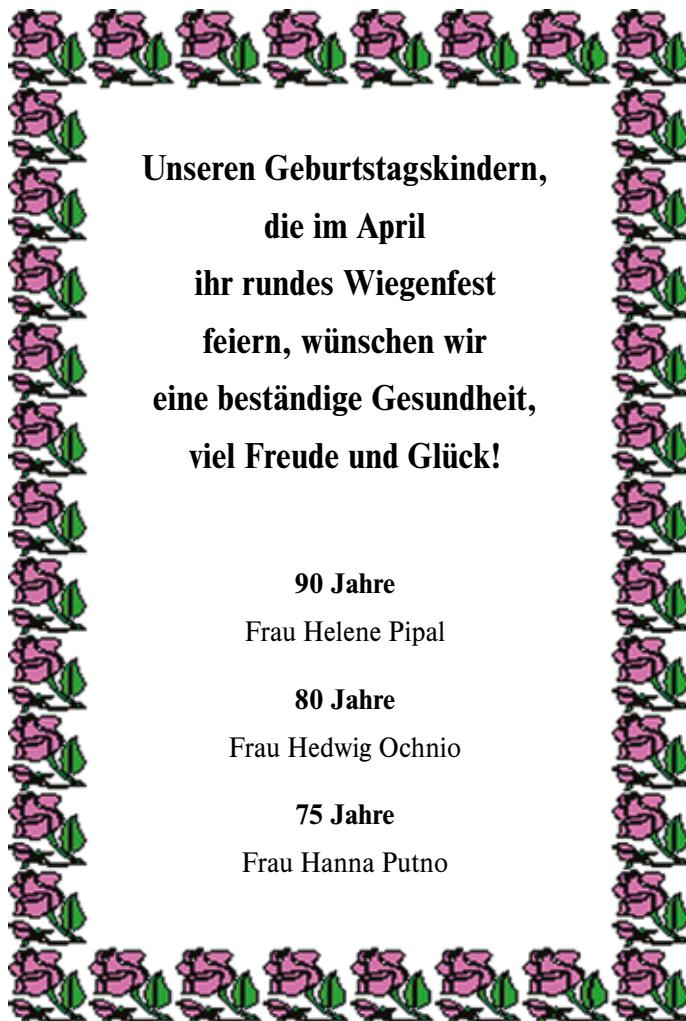 Unseren Geburtstagskindern,
die im April
ihr rundes Wiegenfest
feiern, wünschen wir
eine beständige Gesundheit,
viel Freude und Glück!
90 Jahre
Frau Helene Pipal
80 Jahre
Frau Hedwig Ochnio
75 Jahre
Frau Hanna Putno